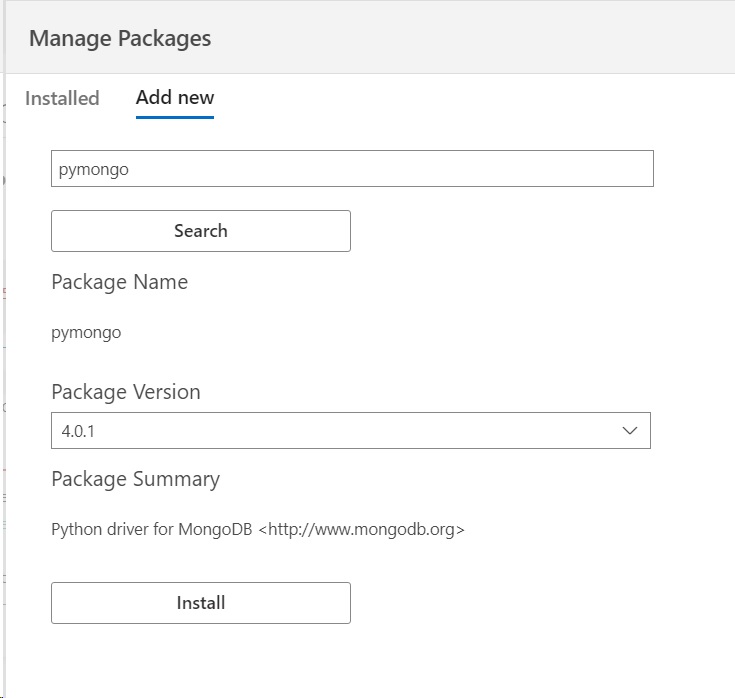 Manage Packages
Installed
Add new
pymongo
Search
Package Name
pymongo
Package Version
4.0.1
Package Summary
Python driver for MongoDB <http://www.mongodb.org>
Install